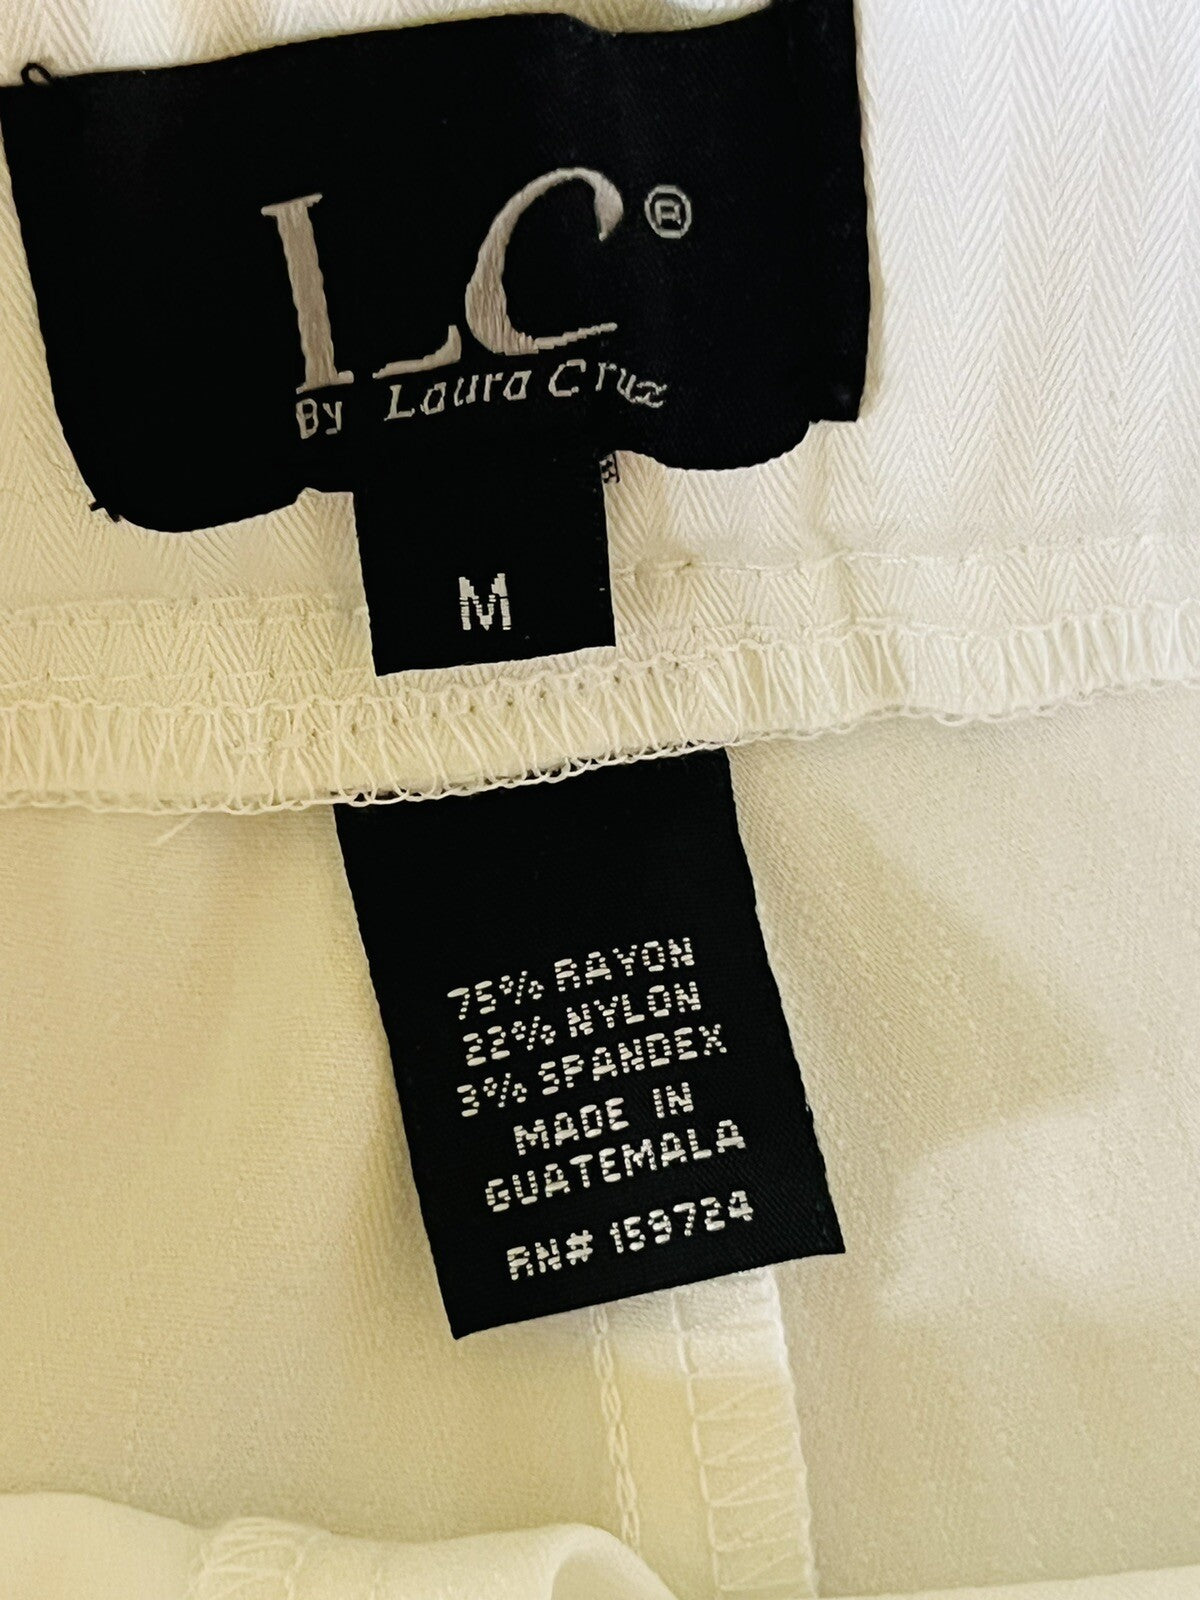 LC®
By Laura Cruz
M
75% RAYON
22% NYLON
3% SPANDEX
MADE IN
GUATEMALA
RN# 159724